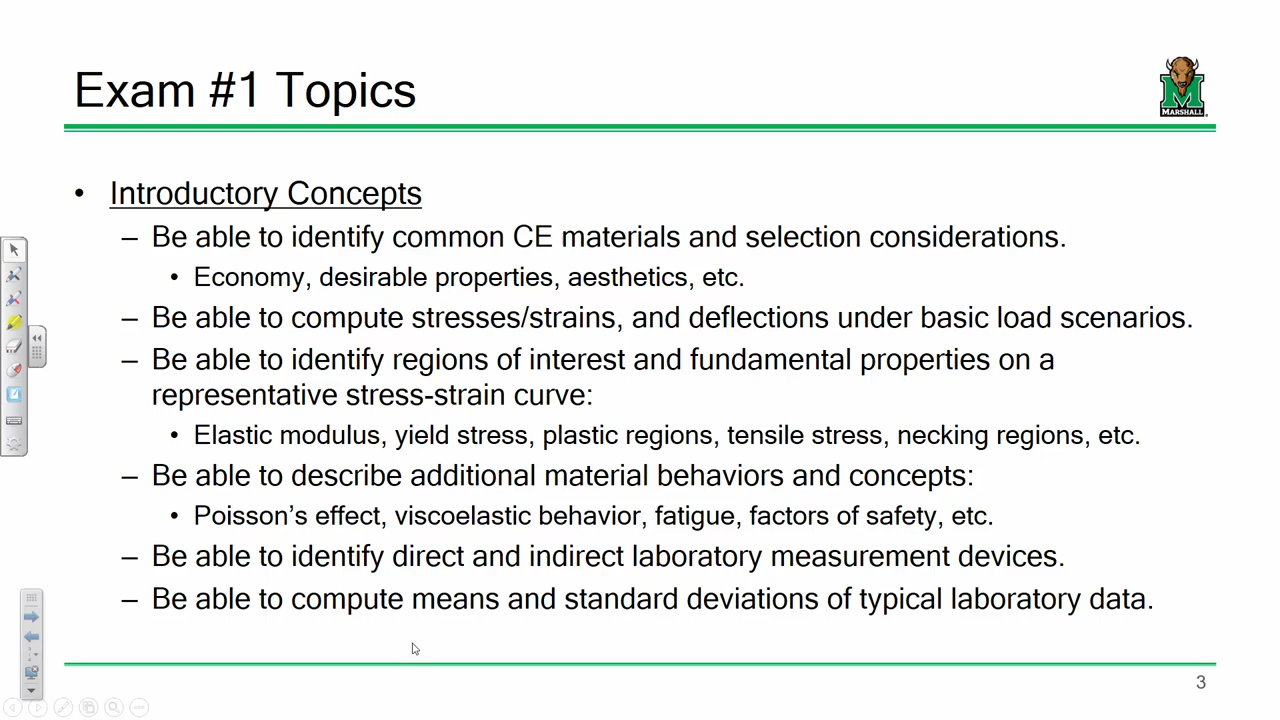 Exam #1 Topics
MARSHALL
• Introductory Concepts
– Be able to identify common CE materials and selection considerations.
• Economy, desirable properties, aesthetics, etc.
– Be able to compute stresses/strains, and deflections under basic load scenarios.
– Be able to identify regions of interest and fundamental properties on a
representative stress-strain curve:
• Elastic modulus, yield stress, plastic regions, tensile stress, necking regions, etc.
– Be able to describe additional material behaviors and concepts:
• Poisson’s effect, viscoelastic behavior, fatigue, factors of safety, etc.
– Be able to identify direct and indirect laboratory measurement devices.
– Be able to compute means and standard deviations of typical laboratory data.
3